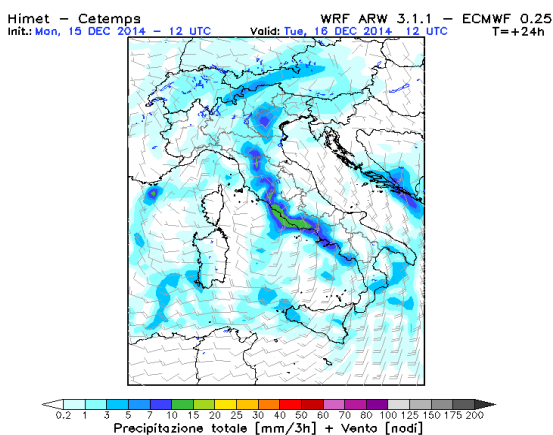 Himet – Cetemps WRF ARW 3.1.1 – ECMWF 0.25
Init.: Mon, 15 DEC 2014 – 12 UTC Valid: Tue, 16 DEC 2014 12 UTC T=+24h
0.2 1 3 5 7 10 15 20 25 30 40 50 60 70 80 100 125 150 175 200
Precipitazione totale [mm/3h] + Vento [nodi]